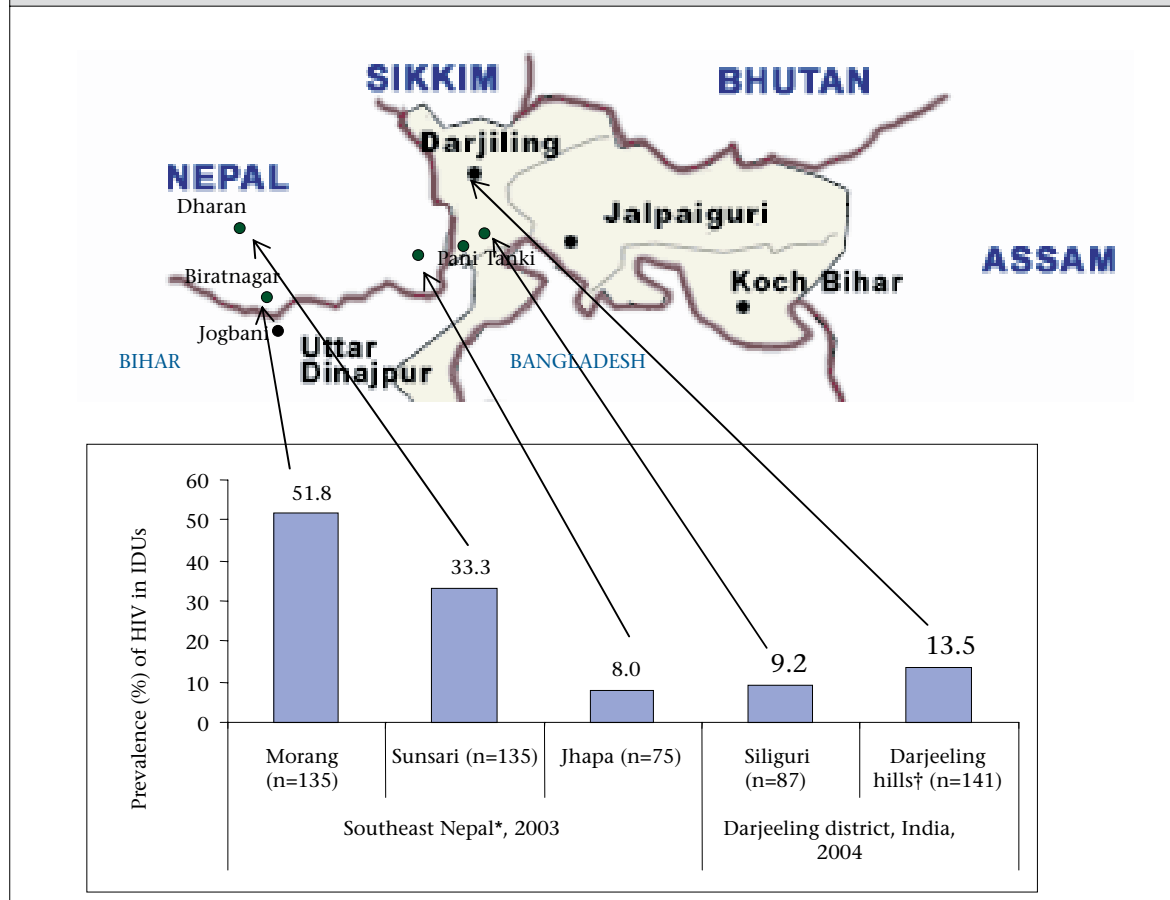 SIKKIM
BHUTAN
Darjiling
NEPAL
Dharan
Jalpaiguri
Pani Tanki
ASSAM
Biratnagar
Koch Bihar
Jogbani
Uttar
Dinajpur
BIHAR
BANGLADESH
Prevalence (%) of HIV in IDUs
60
50
40
30
20
10
0
51.8
33.3
8.0
9.2
13.5
Morang
(n=135)
Sunsari (n=135)
Jhapa (n=75)
Siliguri
(n=87)
Darjeeling
hills† (n=141)
Southeast Nepal*, 2003
Darjeeling district, India,
2004